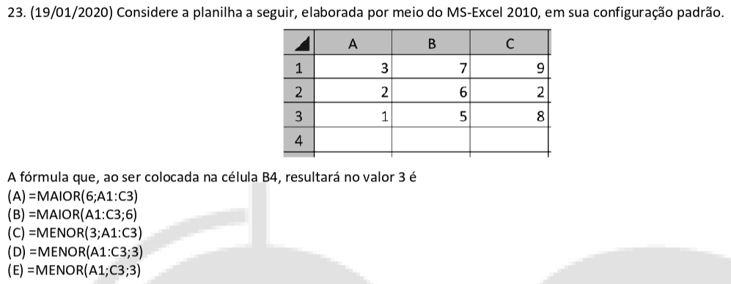 23. (19/01/2020) Considere a planilha a seguir, elaborada por meio do MS-Excel 2010, em sua configuração padrão.
A B C
1 3 7 9
2 2 6 2
3 1 5 8
4
A fórmula que, ao ser colocada na célula B4, resultará no valor 3 é
(A) =MAIOR(6;A1:C3)
(B) =MAIOR(A1:C3;6)
(C) =MENOR(3;A1:C3)
(D) =MENOR(A1:C3;3)
(E) =MENOR(A1;C3;3)